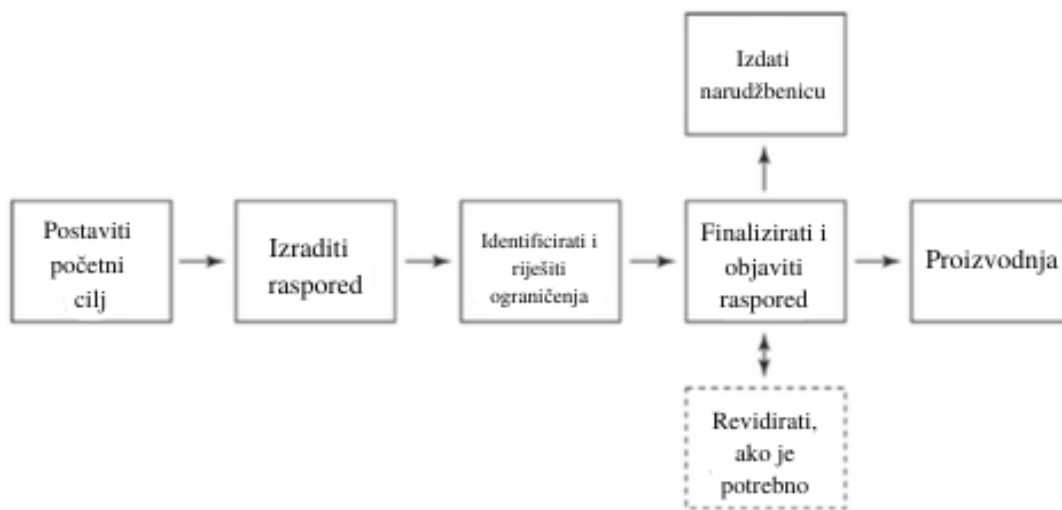 Izdati
narudžbenicu
Postaviti
početni
cilj
Izraditi
raspored
Identificirati i
riješiti
ograničenja
Finalizirati i
objaviti
raspored
Proizvodnja
Revidirati,
ako je
potrebno